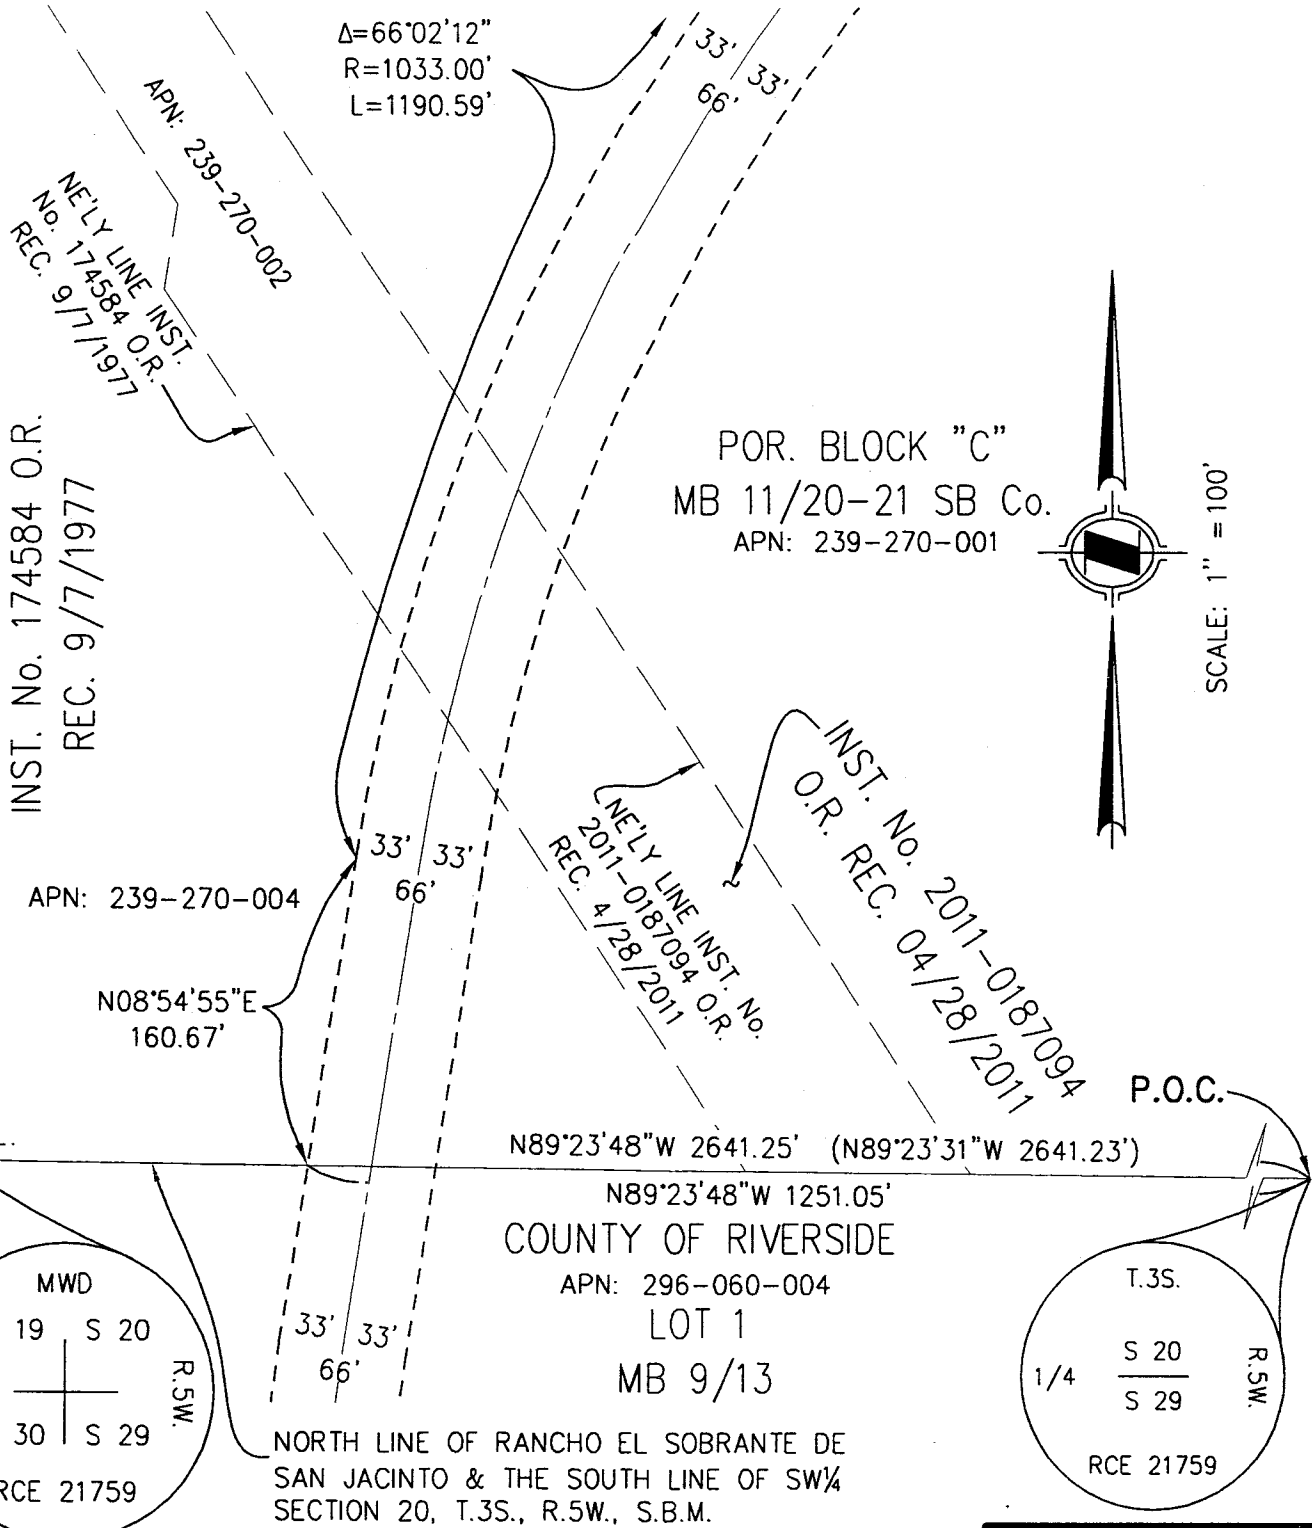 Δ=66°02'12"
R=1033.00'
L=1190.59'
33'
33'
66'
APN: 239-270-002
NE'LY LINE INST.
No. 174584 O.R.
REC. 9/7/1977
INST. No. 174584 O.R.
REC. 9/7/1977
POR. BLOCK "C"
MB 11/20-21 SB Co.
APN: 239-270-001
SCALE: 1" =100'
INST. No. 2011-0187094
O.R. REC. 04/28/2011
NE'LY LINE INST. No.
2011-0187094 O.R.
REC. 4/28/2011
33' 33'
66'
APN: 239-270-004
N08°54'55"E
160.67'
P.O.C.
N89°23'48"W 2641.25' (N89°23'31"W 2641.23')
N89°23'48"W 1251.05'
COUNTY OF RIVERSIDE
APN: 296-060-004
LOT 1
MB 9/13
33' 33'
66'
MWD
19 S 20
R.5W.
30 S 29
RCE 21759
T.3S.
1/4
S 20
S 29
R.5W.
RCE 21759
NORTH LINE OF RANCHO EL SOBRANTE DE
SAN JACINTO & THE SOUTH LINE OF SW¼
SECTION 20, T.3S., R.5W., S.B.M.